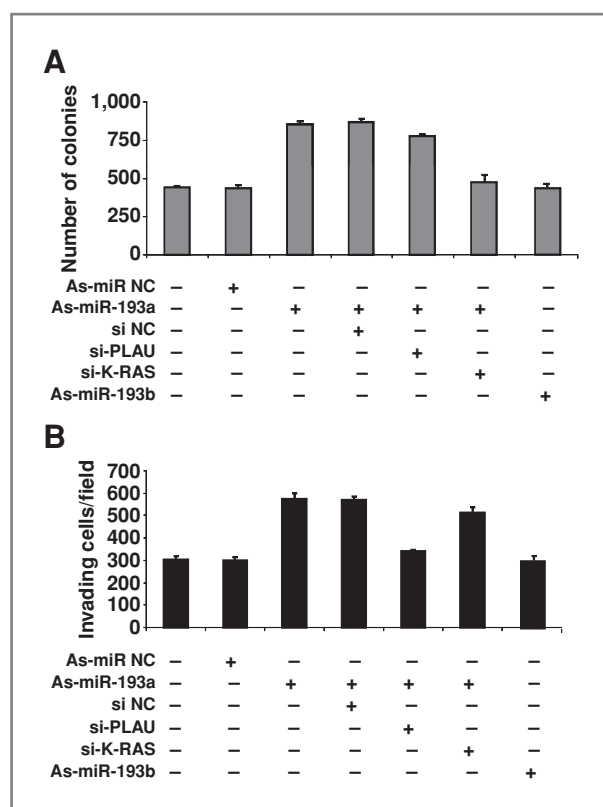 A
Number of colonies
1,000
750
500
250
0
As-miR NC – + – – – – –
As-miR-193a – – + + + + –
si NC – – – + – – –
si-PLAU – – – – + – –
si-K-RAS – – – – – + –
As-miR-193b – – – – – – +
B
Invading cells/field
700
600
500
400
300
200
100
0
As-miR NC – + – – – – –
As-miR-193a – – + + + + –
si NC – – – + – – –
si-PLAU – – – – + – –
si-K-RAS – – – – – + –
As-miR-193b – – – – – – +